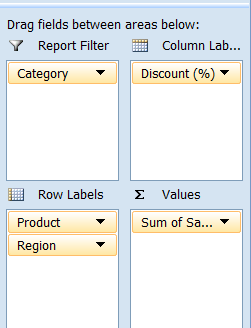 Drag fields between areas below:
Report Filter
Column Lab...
Category
Discount (%)
Row Labels
Σ Values
Product
Region
Sum of Sa...